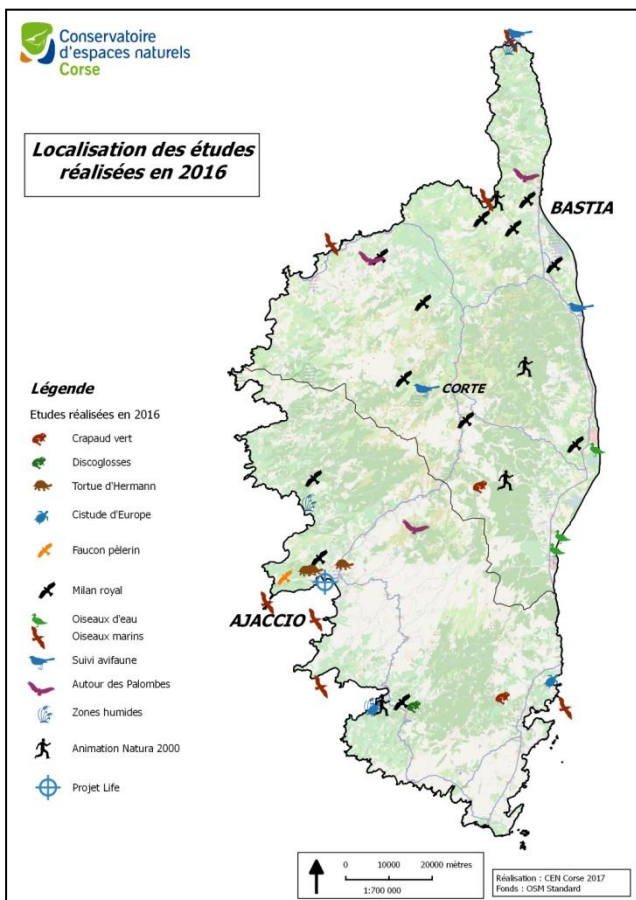 Conservatoire
d'espaces naturels
Corse
Localisation des études
réalisées en 2016
BASTIA
CORTE
AJACCIO
Légende
Etudes réalisées en 2016
Crapaud vert
Discoglosses
Tortue d'Hermann
Cistude d'Europe
Faucon pèlerin
Milan royal
Oiseaux d'eau
Oiseaux marins
Suivi avifaune
Autour des Palombes
Zones humides
Animation Natura 2000
Projet Life
0 10000 20000 mètres
1:700 000
Réalisation : CEN Corse 2017
Fonds : OSM Standard